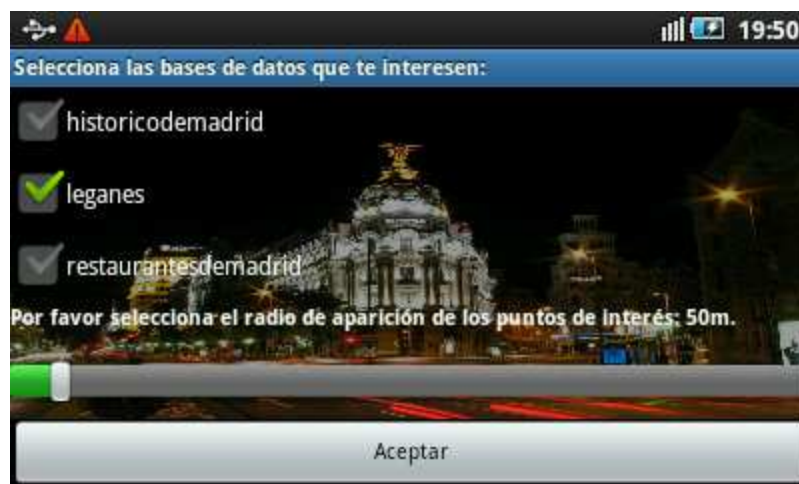 19:50
Selecciona las bases de datos que te interesen:
historicodemadrid
leganes
restaurantesdemadrid
Por favor selecciona el radio de aparición de los puntos de interés: 50m.
Aceptar